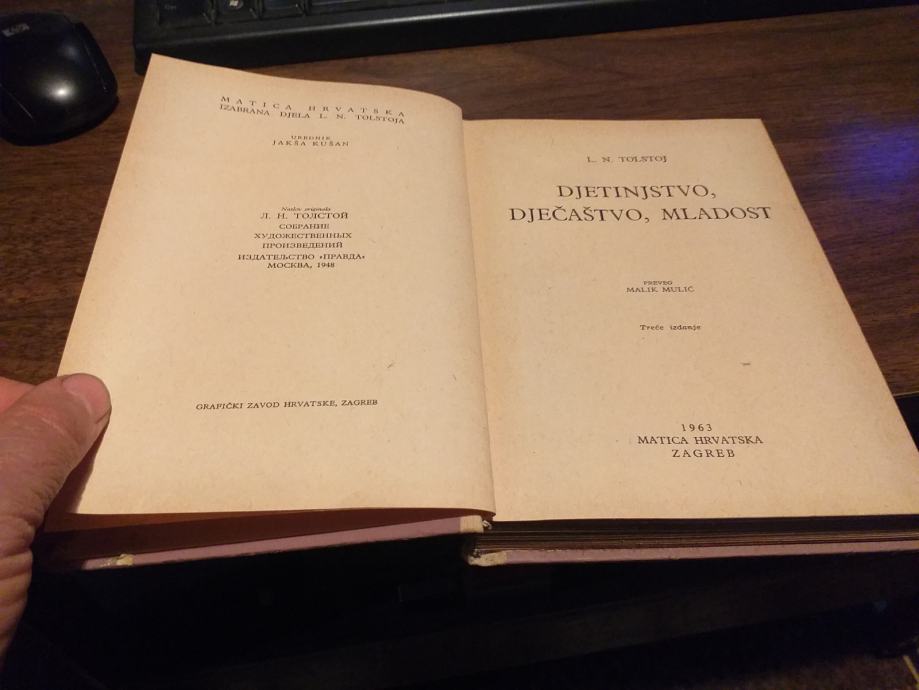 MATICA HRVATSKA
IZABRANA DJELA L. N. TOLSTOJA
UREDNIK
JAKŠA KUŠAN
Naslov originala
Л. Н. ТОЛСТОЙ
СОБРАНИЕ
ХУДОЖЕСТВЕННЫХ
ПРОИЗВЕДЕНИЙ
ИЗДАТЕЉСТВО »ПРАВДА«
МОСКВА, 1948
GRAFIČKI ZAVOD HRVATSKE, ZAGREB
L. N. TOLSTOJ
DJETINJSTVO,
DJEČAŠTVO, MLADOST
PREVEO
MALIK MULIĆ
Treće izdanje
1963
MATICA HRVATSKA
ZAGREB